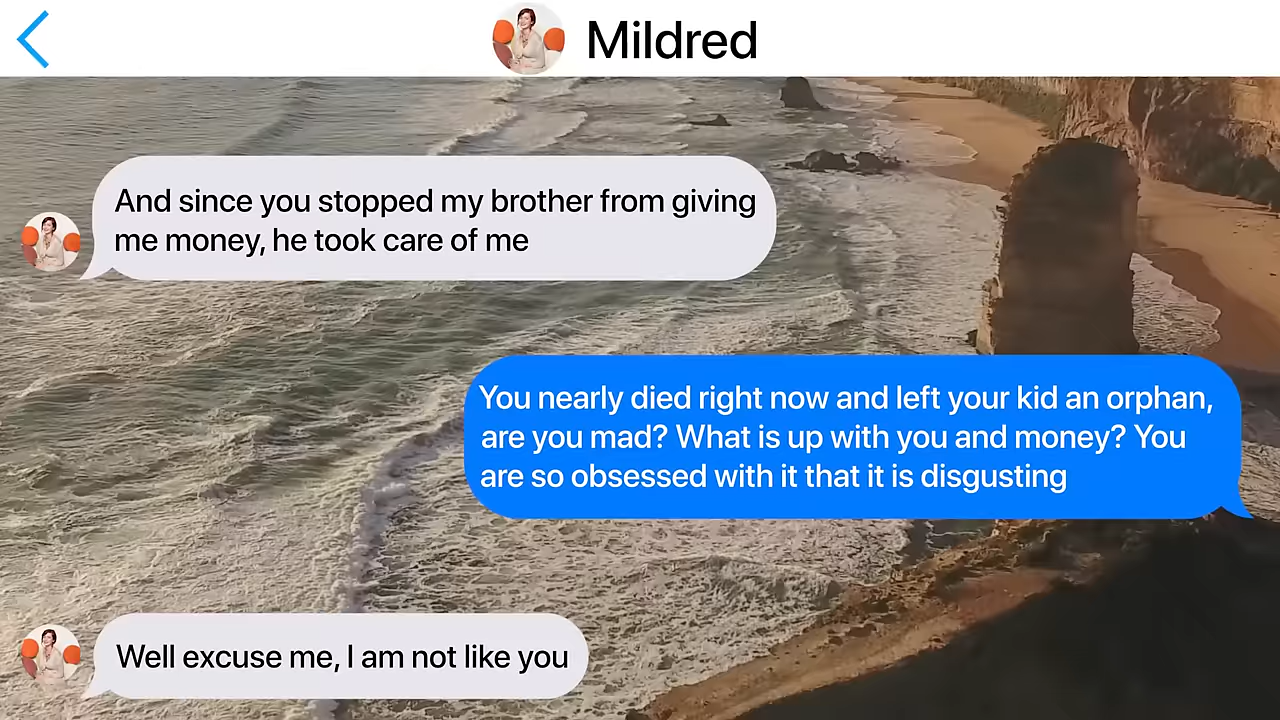 Mildred
And since you stopped my brother from giving
me money, he took care of me
You nearly died right now and left your kid an orphan,
are you mad? What is up with you and money? You
are so obsessed with it that it is disgusting
Well excuse me, I am not like you